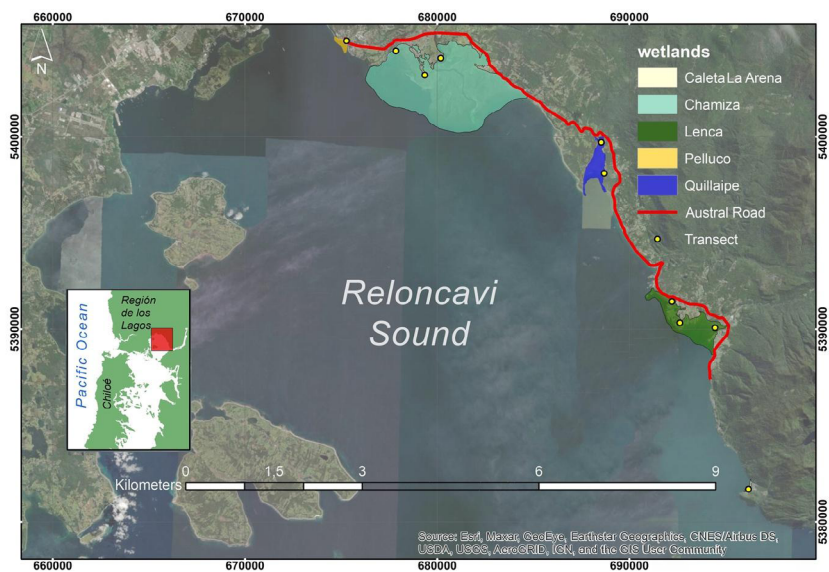 660000
670000
680000
690000
N
wetlands
Caleta La Arena
Chamiza
Lenca
Pelluco
Quillaipe
Austral Road
Transect
5400000
5400000
Reloncavi
Sound
Región
de los
Lagos
Pacific Ocean
Chiloé
5390000
5390000
0
1,5
3
6
9
Kilometers
5380000
Source: Esri, Maxar, GeoEye, Earthstar Geographics, CNES/Airbus DS,
USDA, USGS, AeroGRID, IGN, and the GIS User Community
660000
670000
680000
690000